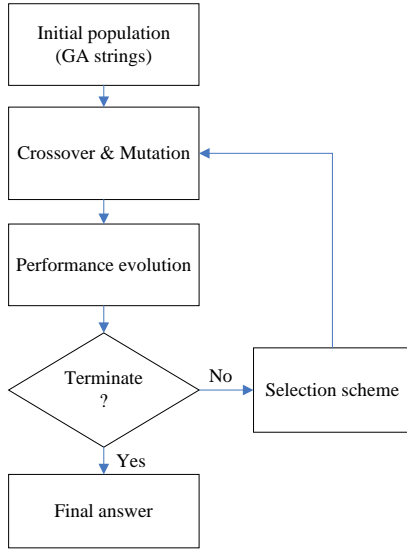 Initial population
(GA strings)
Crossover & Mutation
Performance evolution
Terminate
?
No
Selection scheme
Yes
Final answer